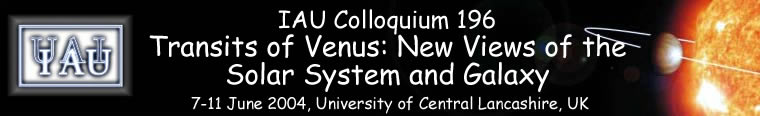 IAU
IAU Colloquium 196
Transits of Venus: New Views of the
Solar System and Galaxy
7-11 June 2004, University of Central Lancashire, UK